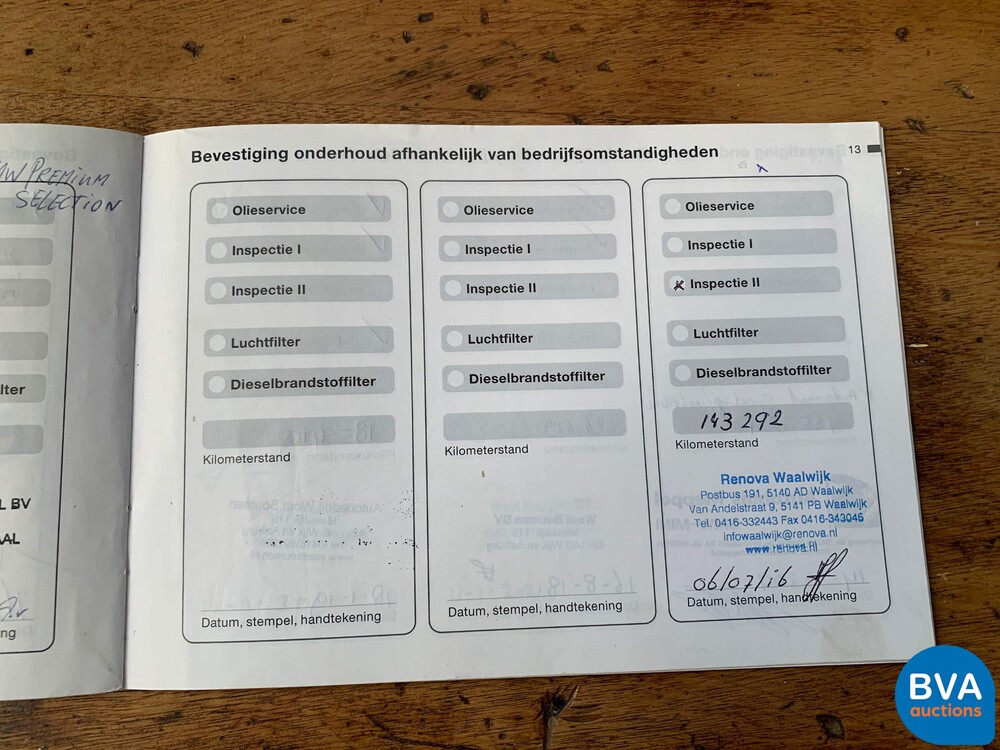 PREMIUM
SELECTION
lter
L BV
AAL
ng
Bevestiging onderhoud afhankelijk van bedrijfsomstandigheden
13
x
Olieservice
Inspectie I
Inspectie II
Luchtfilter
Dieselbrandstoffilter
Kilometerstand
Datum, stempel, handtekening
Olieservice
Inspectie I
Inspectie II
Luchtfilter
Dieselbrandstoffilter
Kilometerstand
Datum, stempel, handtekening
Olieservice
Inspectie I
x Inspectie II
Luchtfilter
Dieselbrandstoffilter
143 292
Kilometerstand
Renova Waalwijk
Postbus 191, 5140 AD Waalwijk
Van Andelstraat 9, 5141 PB Waalwijk
Tel. 0416-332443 Fax 0416-343045
infowaalwijk@renova.nl
www.renova.nl
06/07/16
Datum, stempel, handtekening
BVA
auctions